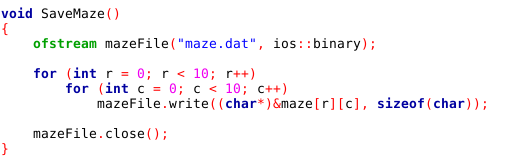 void SaveMaze()
{
    ofstream mazeFile("maze.dat", ios::binary);

    for (int r = 0; r < 10; r++)
        for (int c = 0; c < 10; c++)
            mazeFile.write((char*)&maze[r][c], sizeof(char));

    mazeFile.close();
}